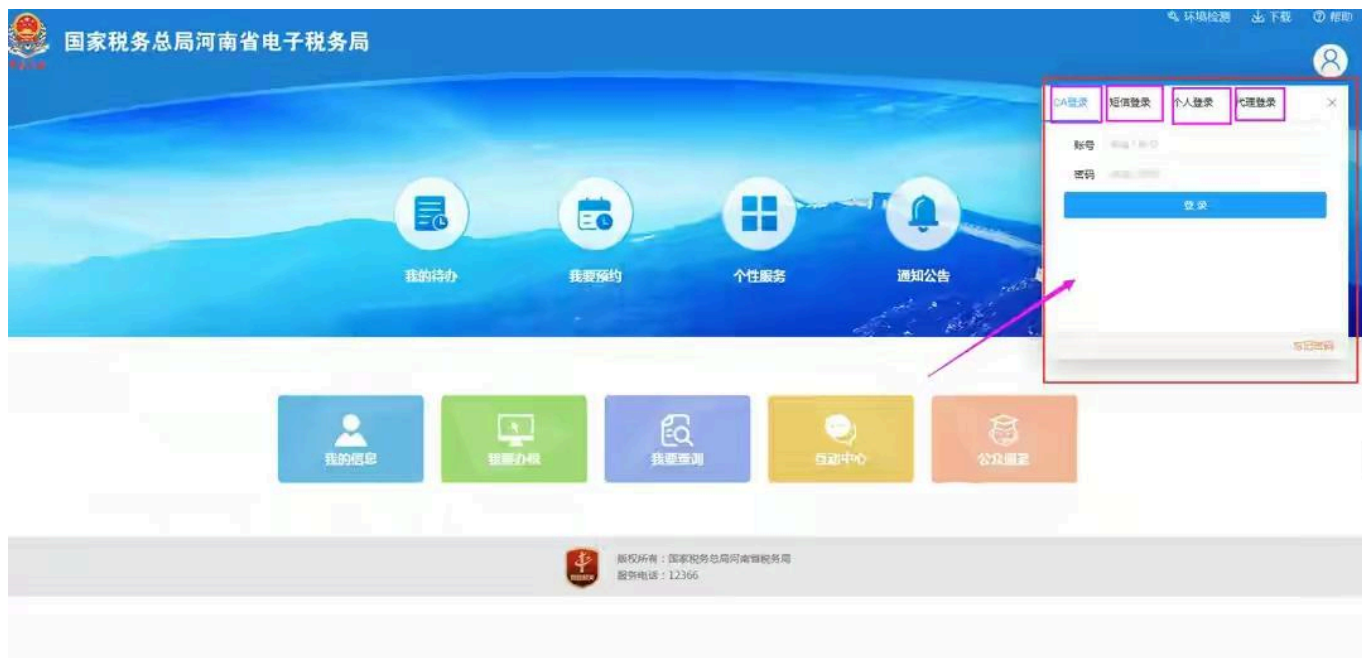 环境检测 下载 帮助
国家税务总局河南省电子税务局
CA登录 短信登录 个人登录 代理登录
账号
密码
登录
我的待办 我要预约 个性服务 通知公告
忘记密码
我的信息 我要办税 我要查询 互动中心 公众服务
版权所有：国家税务总局河南省税务局
服务电话：12366